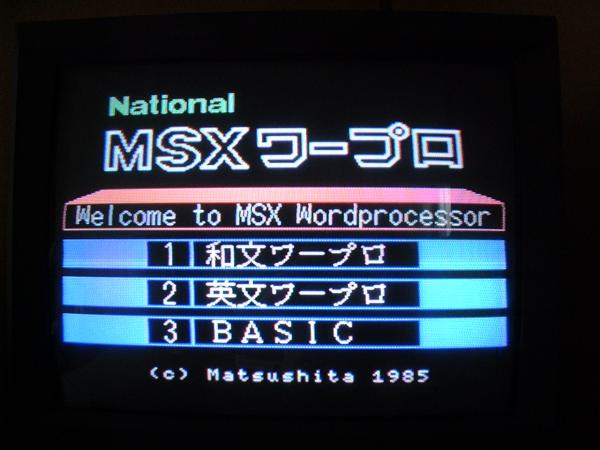 National
MSXワープロ
Welcome to MSX Wordprocessor
1 和文ワープロ
2 英文ワープロ
3 BASIC
(c) Matsushita 1985